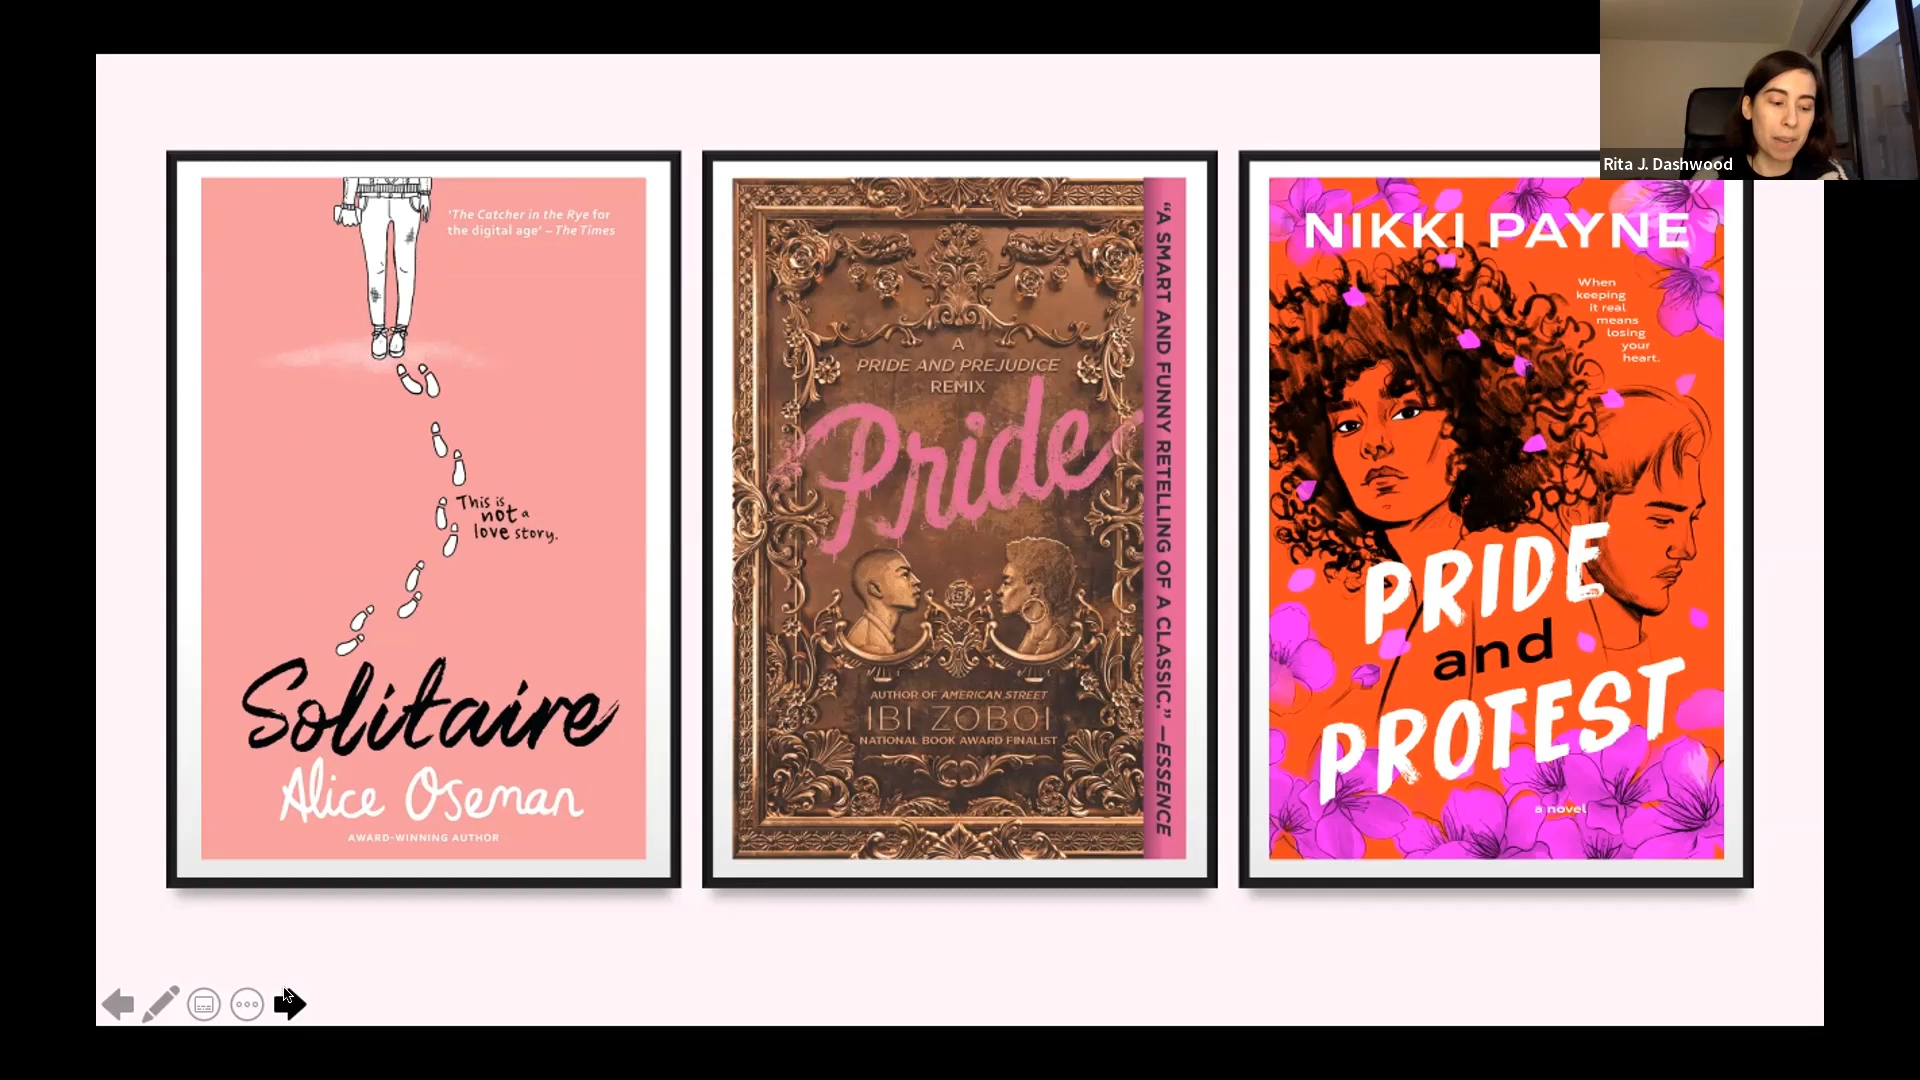 'The Catcher in the Rye for
the digital age' – The Times
This is
not a
love story.
Solitaire
Alice Oseman
AWARD-WINNING AUTHOR
A
PRIDE AND PREJUDICE
REMIX
Pride
AUTHOR OF AMERICAN STREET
IBI ZOBOI
NATIONAL BOOK AWARD FINALIST
“A SMART AND FUNNY RETELLING OF A CLASSIC.” —ESSENCE
NIKKI PAYNE
When
keeping
it real
means
losing
your
heart.
PRIDE
and
PROTEST
a novel
Rita J. Dashwood